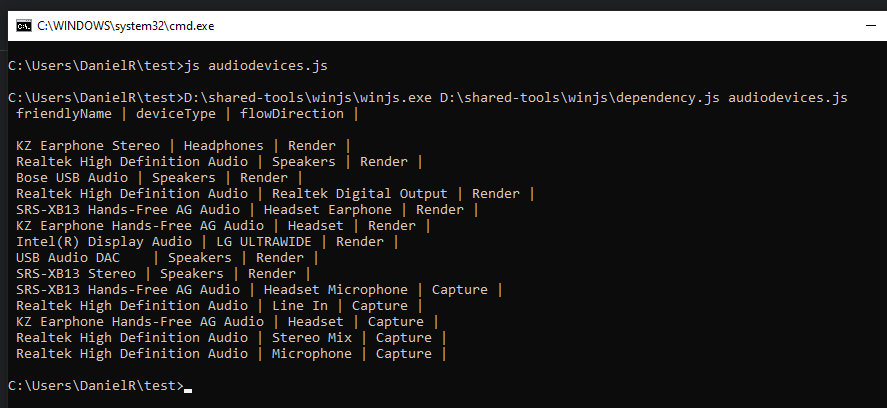 C:\WINDOWS\system32\cmd.exe
C:\Users\DanielR\test>js audiodevices.js
C:\Users\DanielR\test>D:\shared-tools\winjs\winjs.exe D:\shared-tools\winjs\dependency.js audiodevices.js
friendlyName | deviceType | flowDirection |
KZ Earphone Stereo | Headphones | Render |
Realtek High Definition Audio | Speakers | Render |
Bose USB Audio | Speakers | Render |
Realtek High Definition Audio | Realtek Digital Output | Render |
SRS-XB13 Hands-Free AG Audio | Headset Earphone | Render |
KZ Earphone Hands-Free AG Audio | Headset | Render |
Intel(R) Display Audio | LG ULTRAWIDE | Render |
USB Audio DAC    | Speakers | Render |
SRS-XB13 Stereo | Speakers | Render |
SRS-XB13 Hands-Free AG Audio | Headset Microphone | Capture |
Realtek High Definition Audio | Line In | Capture |
KZ Earphone Hands-Free AG Audio | Headset | Capture |
Realtek High Definition Audio | Stereo Mix | Capture |
Realtek High Definition Audio | Microphone | Capture |
C:\Users\DanielR\test>